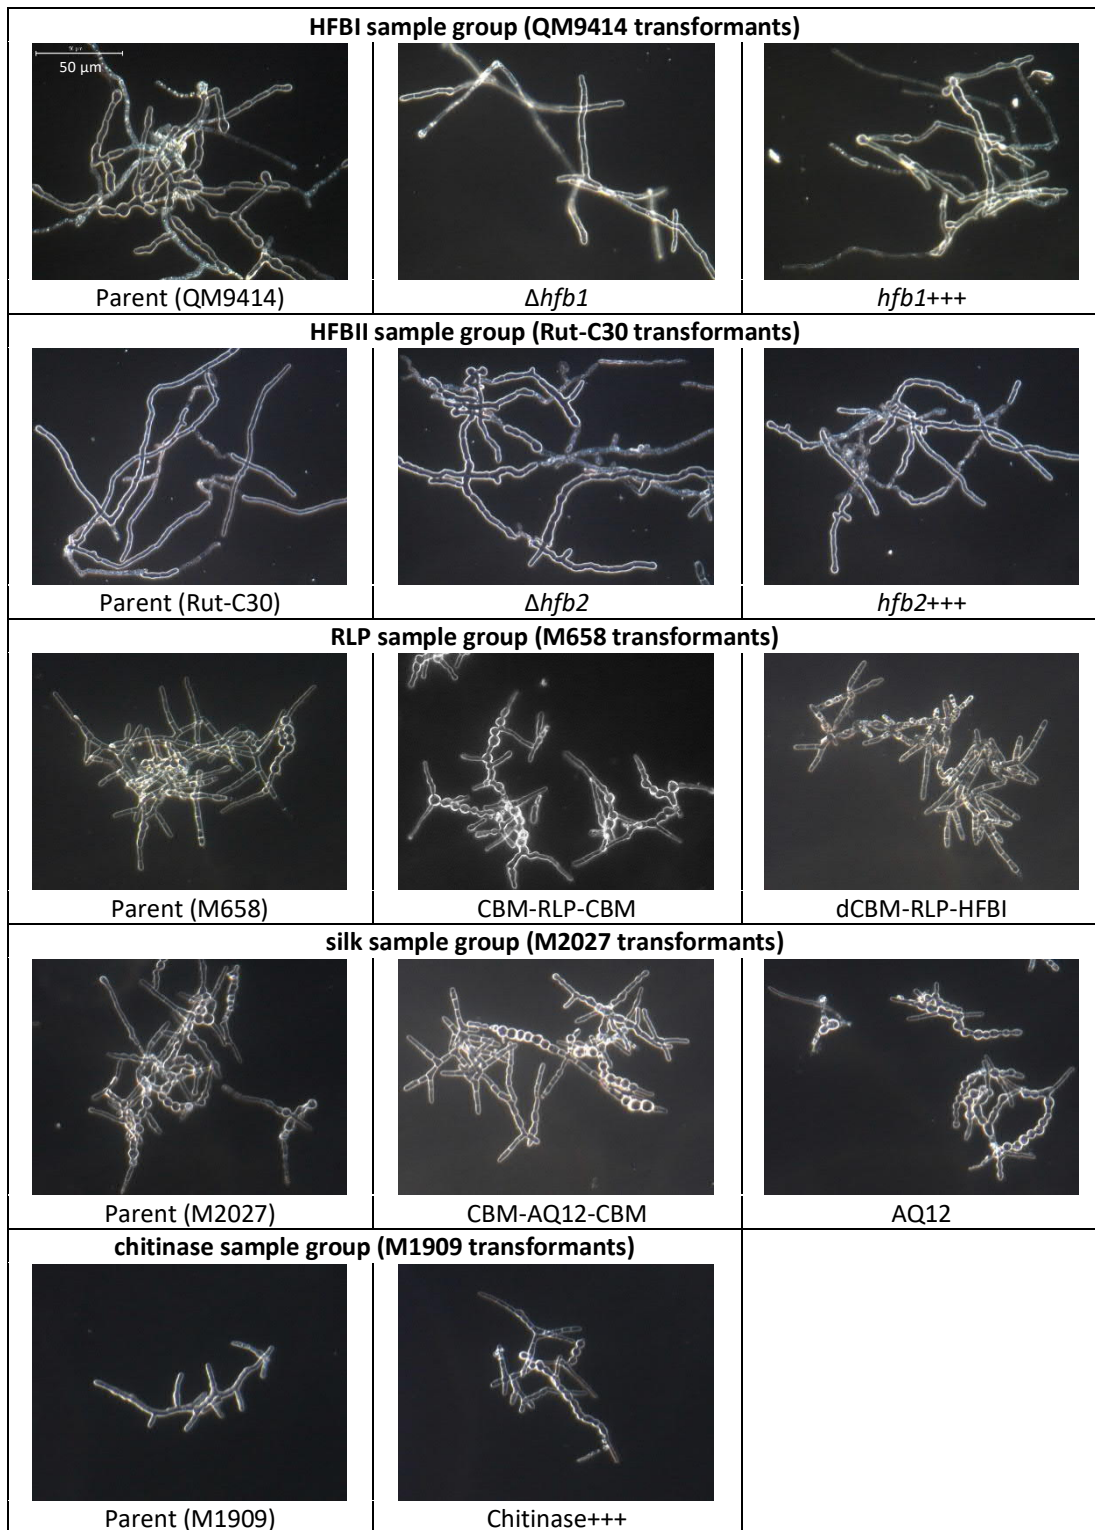 HFBI sample group (QM9414 transformants)
50 µm
Parent (QM9414)
Δhfb1
hfb1+++
HFBII sample group (Rut-C30 transformants)
Parent (Rut-C30)
Δhfb2
hfb2+++
RLP sample group (M658 transformants)
Parent (M658)
CBM-RLP-CBM
dCBM-RLP-HFBI
silk sample group (M2027 transformants)
Parent (M2027)
CBM-AQ12-CBM
AQ12
chitinase sample group (M1909 transformants)
Parent (M1909)
Chitinase+++